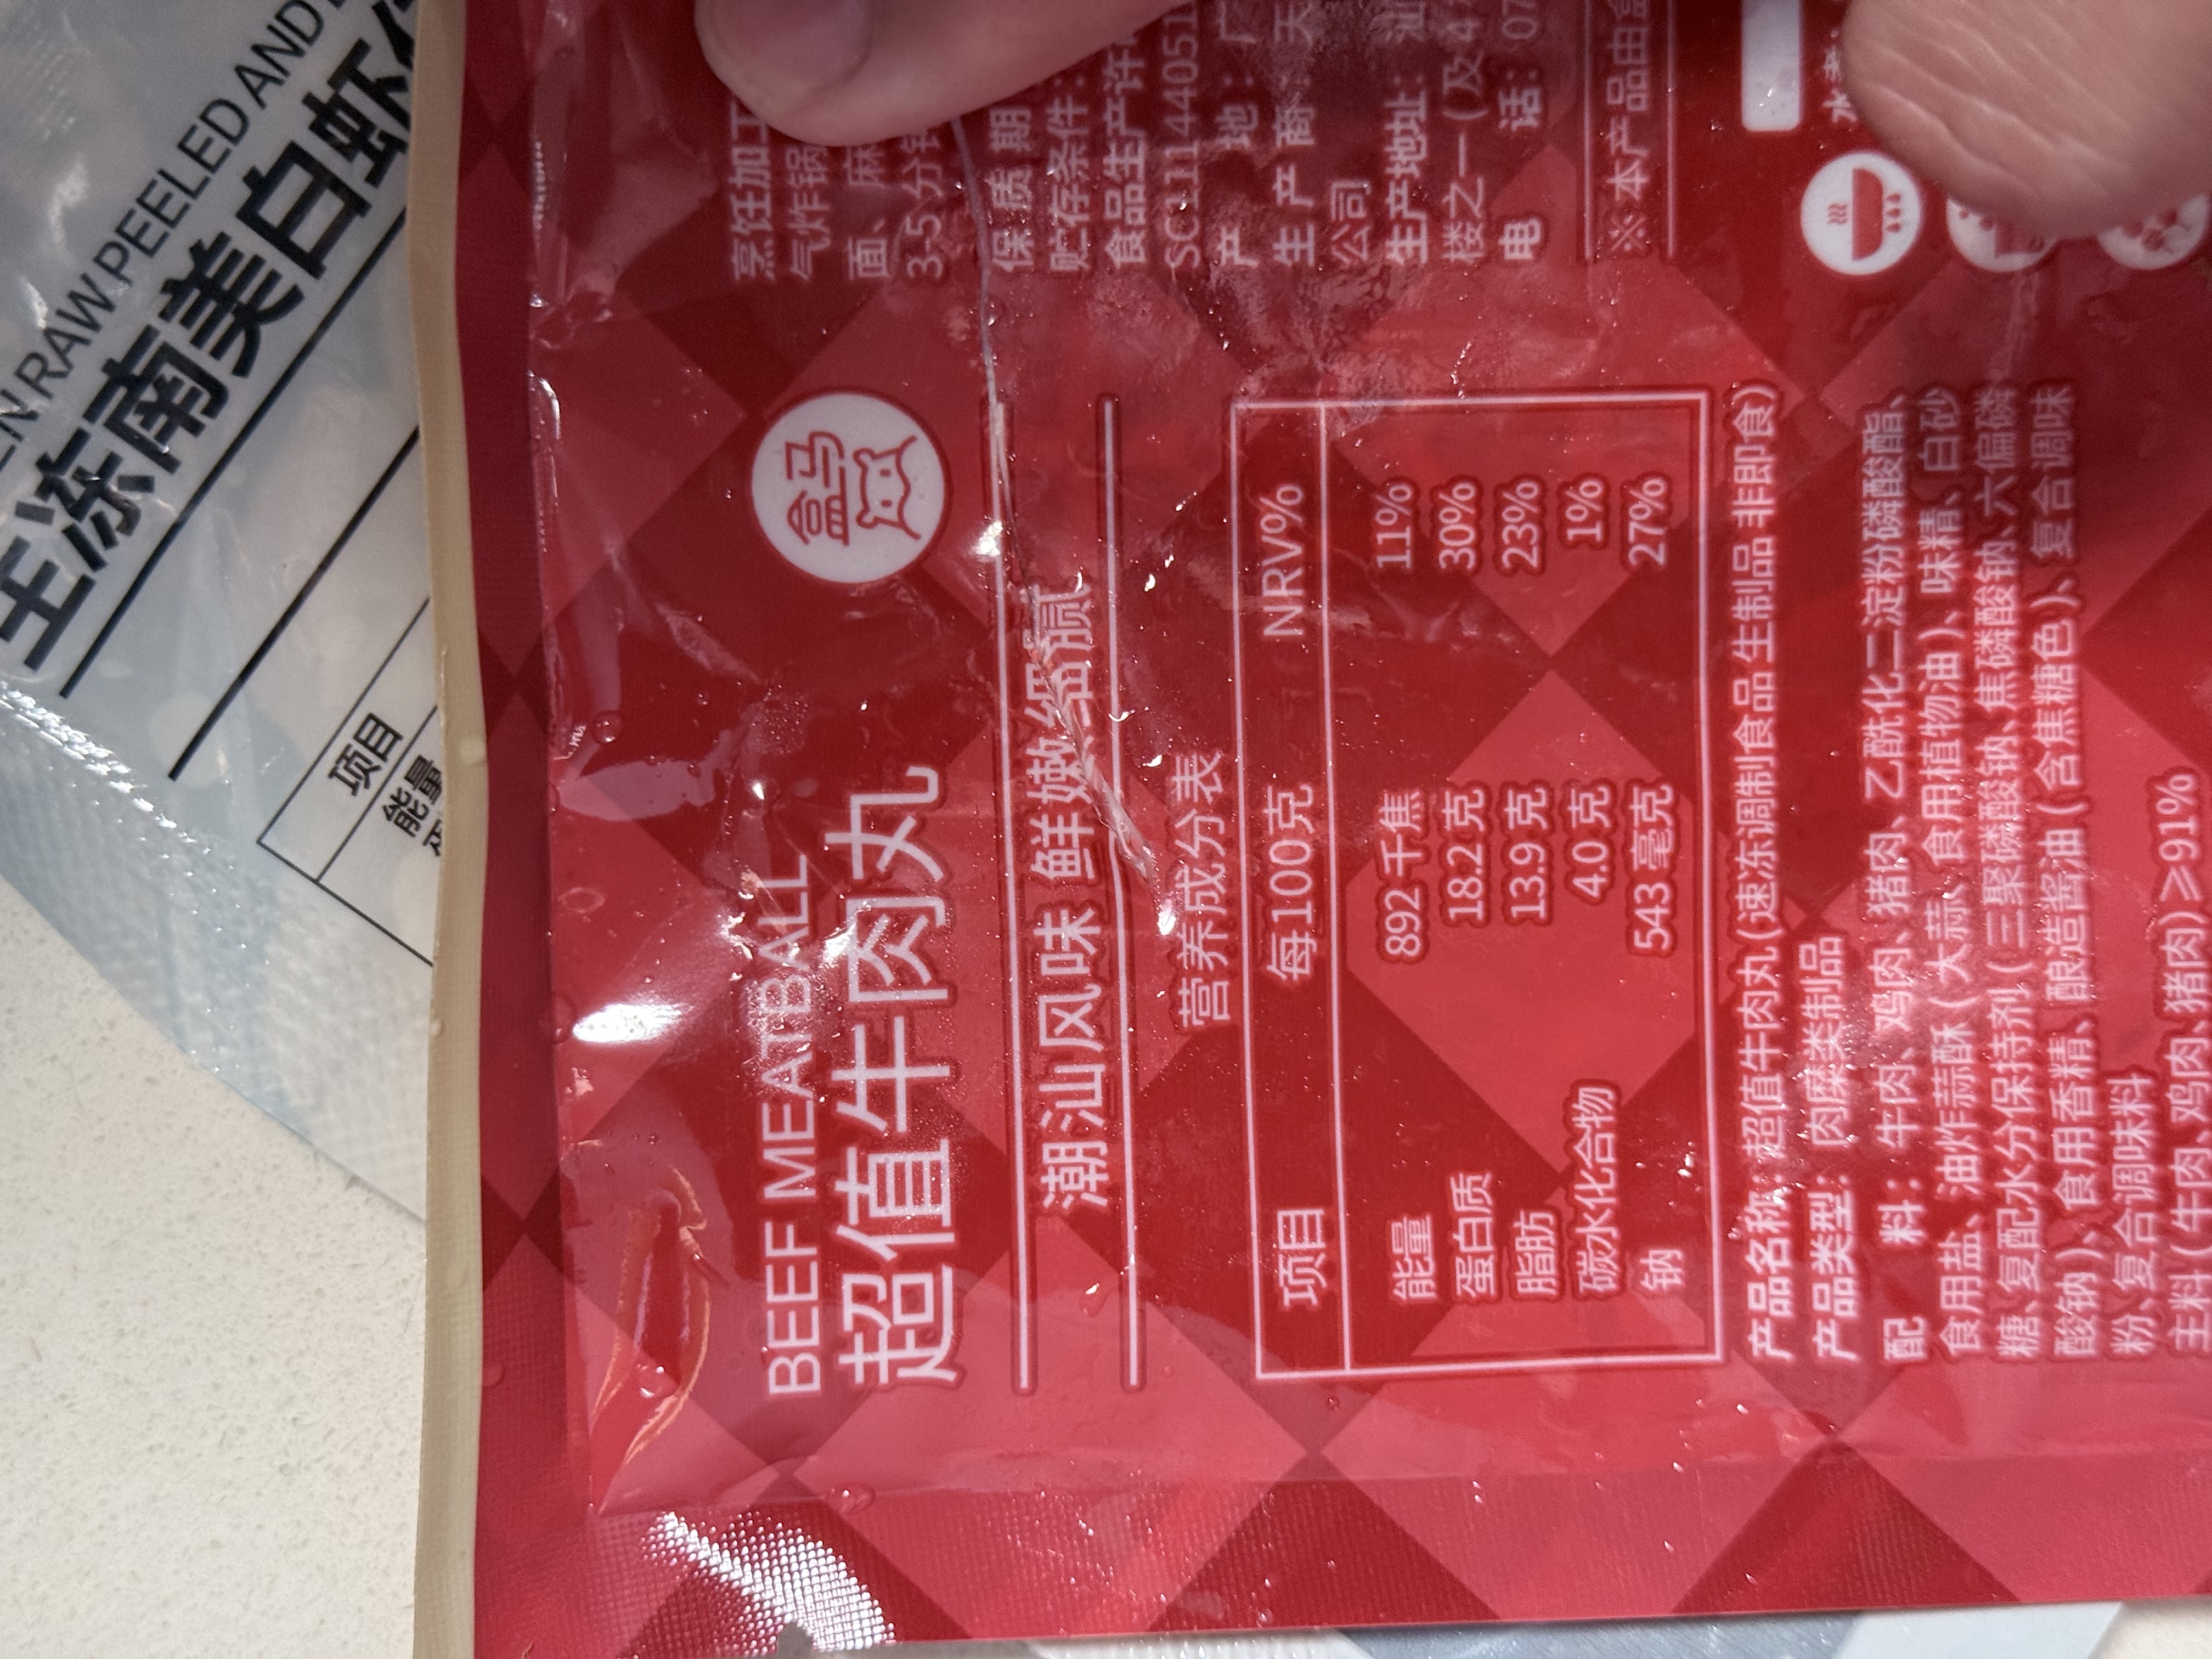 EN RAW PEELED AND
生冻南美白虾
项目
能量
BEEF MEATBALL
超值牛肉丸
盒马
潮汕风味 鲜嫩细腻
营养成分表
项目 每100克 NRV%
能量 892 千焦 11%
蛋白质 18.2 克 30%
脂肪 13.9 克 23%
碳水化合物 4.0 克 1%
钠 543 毫克 27%
产品名称：超值牛肉丸(速冻调制食品 生制品 非即食)
产品类型：肉糜类制品
配 料：牛肉、鸡肉、猪肉、乙酰化二淀粉磷酸酯、
食用盐、油炸蒜酥(大蒜、食用植物油)、味精、白砂
糖、复配水分保持剂(三聚磷酸钠、焦磷酸钠、六偏磷
酸钠)、食用香精、酿造酱油(含焦糖色)、复合调味
粉、复合调味料
主料(牛肉、鸡肉、猪肉)≥91%
烹饪加工
气炸锅
面、麻
3-5 分
保 质 期
贮存条件：
食品生产许
SC11144051
产 地：广
生 产 商：天
公司
生产地址：汕
楼之一(及4
电 话：07
※ 本产品由盒
水煮：